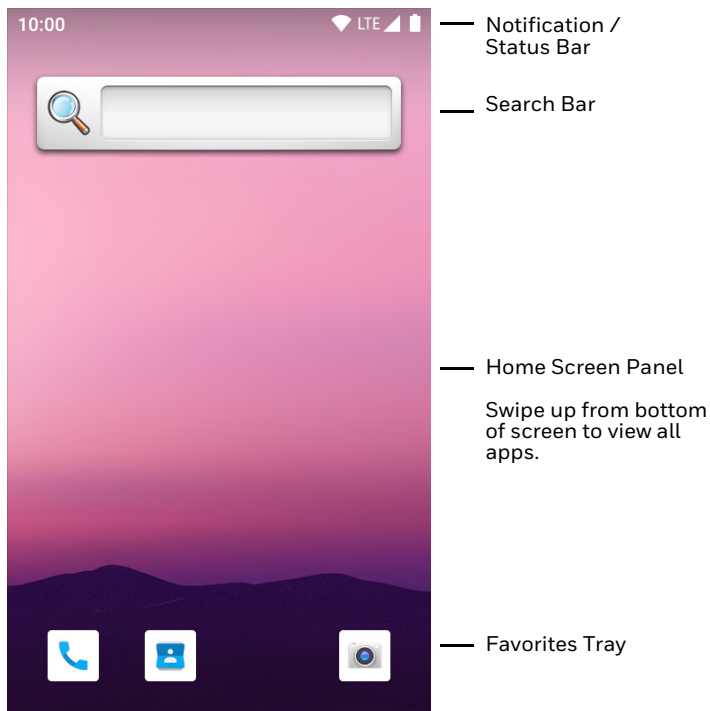 10:00 LTE
Notification /
Status Bar
Search Bar
Home Screen Panel
Swipe up from bottom
of screen to view all
apps.
Favorites Tray